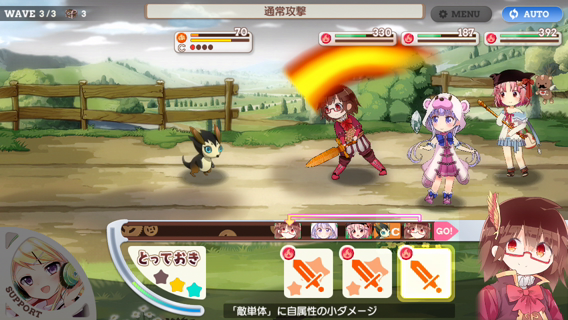 WAVE 3/3 3
通常攻撃
MENU
AUTO
70
C
330
187
392
C
GO!
とっておき
SUPPORT
「敵単体」に自属性の小ダメージ